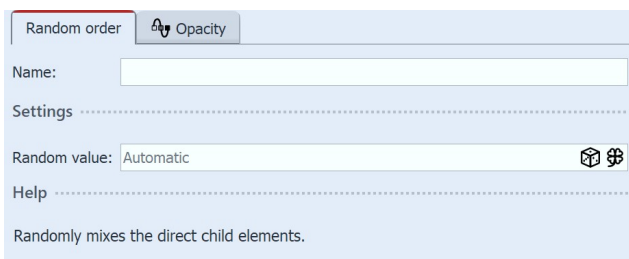 Random order
Opacity
Name:
Settings
Random value: Automatic
Help
Randomly mixes the direct child elements.